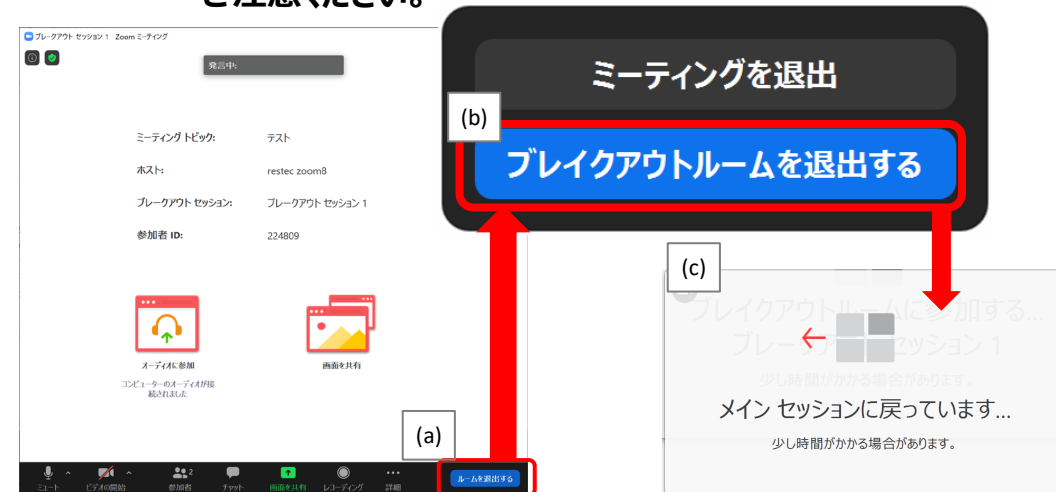 ご注意ください。
ブレークアウト セッション 1 Zoom ミーティング
発言中:
ミーティング トピック: テスト
ホスト: restec zoom8
ブレークアウト セッション: ブレークアウト セッション 1
参加者 ID: 224809
オーディオに参加
コンピューターのオーディオが接
続されました
画面を共有
(a)
ミュート ビデオの開始 2 参加者 チャット 画面を共有 レコーディング 詳細 ルームを退出する
ミーティングを退出
(b)
ブレイクアウトルームを退出する
(c)
ブレイクアウトルームに参加する...
セッション 1
少し時間がかかる場合があります。
メイン セッションに戻っています...
少し時間がかかる場合があります。